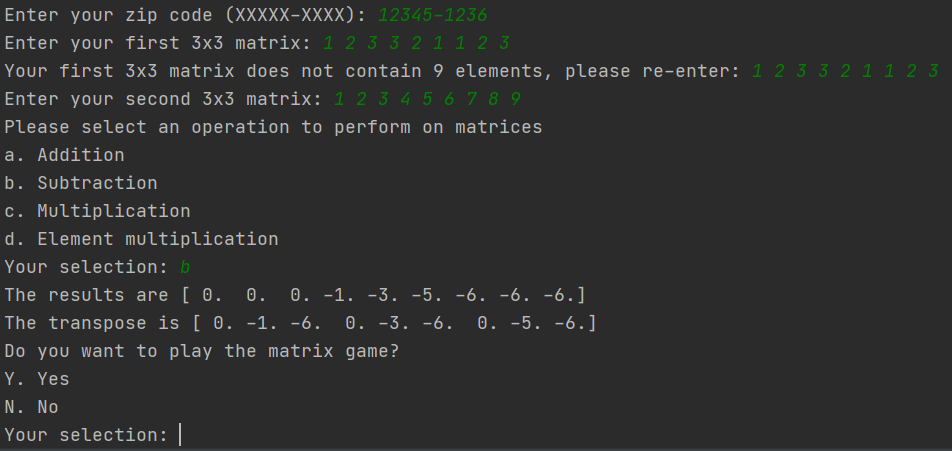 Enter your zip code (XXXXX-XXXX): 12345-1236
Enter your first 3x3 matrix: 1 2 3 3 2 1 1 2 3
Your first 3x3 matrix does not contain 9 elements, please re-enter: 1 2 3 3 2 1 1 2 3
Enter your second 3x3 matrix: 1 2 3 4 5 6 7 8 9
Please select an operation to perform on matrices
a. Addition
b. Subtraction
c. Multiplication
d. Element multiplication
Your selection: b
The results are [ 0.  0.  0. -1. -3. -5. -6. -6. -6.]
The transpose is [ 0. -1. -6.  0. -3. -6.  0. -5. -6.]
Do you want to play the matrix game?
Y. Yes
N. No
Your selection: